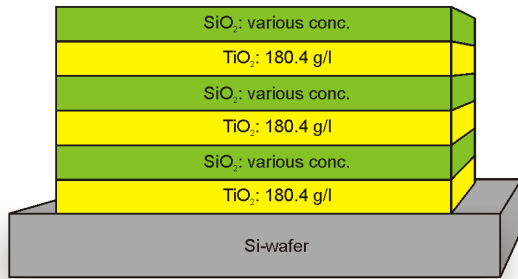 SiO₂: various conc.
TiO₂: 180.4 g/l
SiO₂: various conc.
TiO₂: 180.4 g/l
SiO₂: various conc.
TiO₂: 180.4 g/l
Si-wafer